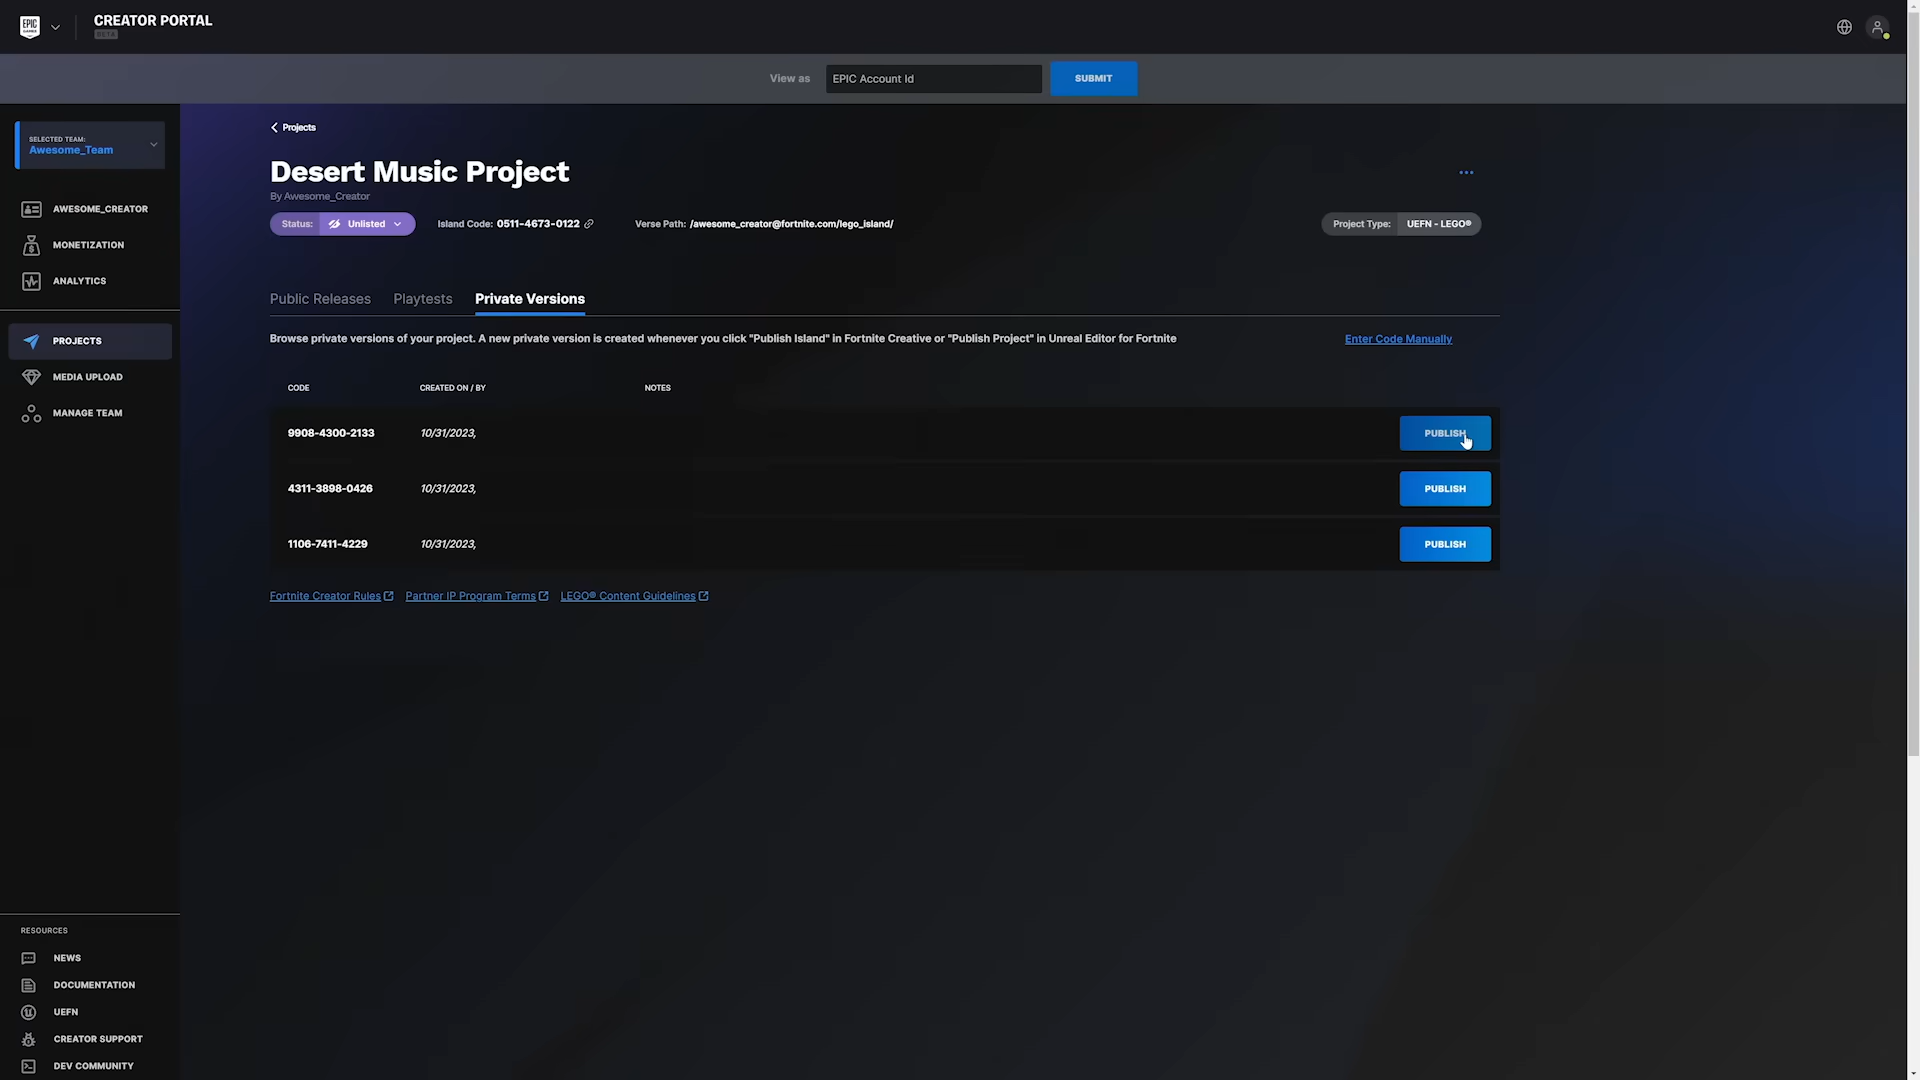 EPIC GAMES
CREATOR PORTAL
BETA
View as
EPIC Account Id
SUBMIT
SELECTED TEAM:
Awesome_Team
AWESOME_CREATOR
MONETIZATION
ANALYTICS
PROJECTS
MEDIA UPLOAD
MANAGE TEAM
Projects
Desert Music Project
By Awesome_Creator
Status: Unlisted
Island Code: 0511-4673-0122
Verse Path: /awesome_creator@fortnite.com/lego_island/
Project Type: UEFN - LEGO®
Public Releases Playtests Private Versions
Browse private versions of your project. A new private version is created whenever you click "Publish Island" in Fortnite Creative or "Publish Project" in Unreal Editor for Fortnite
Enter Code Manually
CODE CREATED ON / BY NOTES
9908-4300-2133 10/31/2023, PUBLISH
4311-3898-0426 10/31/2023, PUBLISH
1106-7411-4229 10/31/2023, PUBLISH
Fortnite Creator Rules Partner IP Program Terms LEGO® Content Guidelines
RESOURCES
NEWS
DOCUMENTATION
UEFN
CREATOR SUPPORT
DEV COMMUNITY